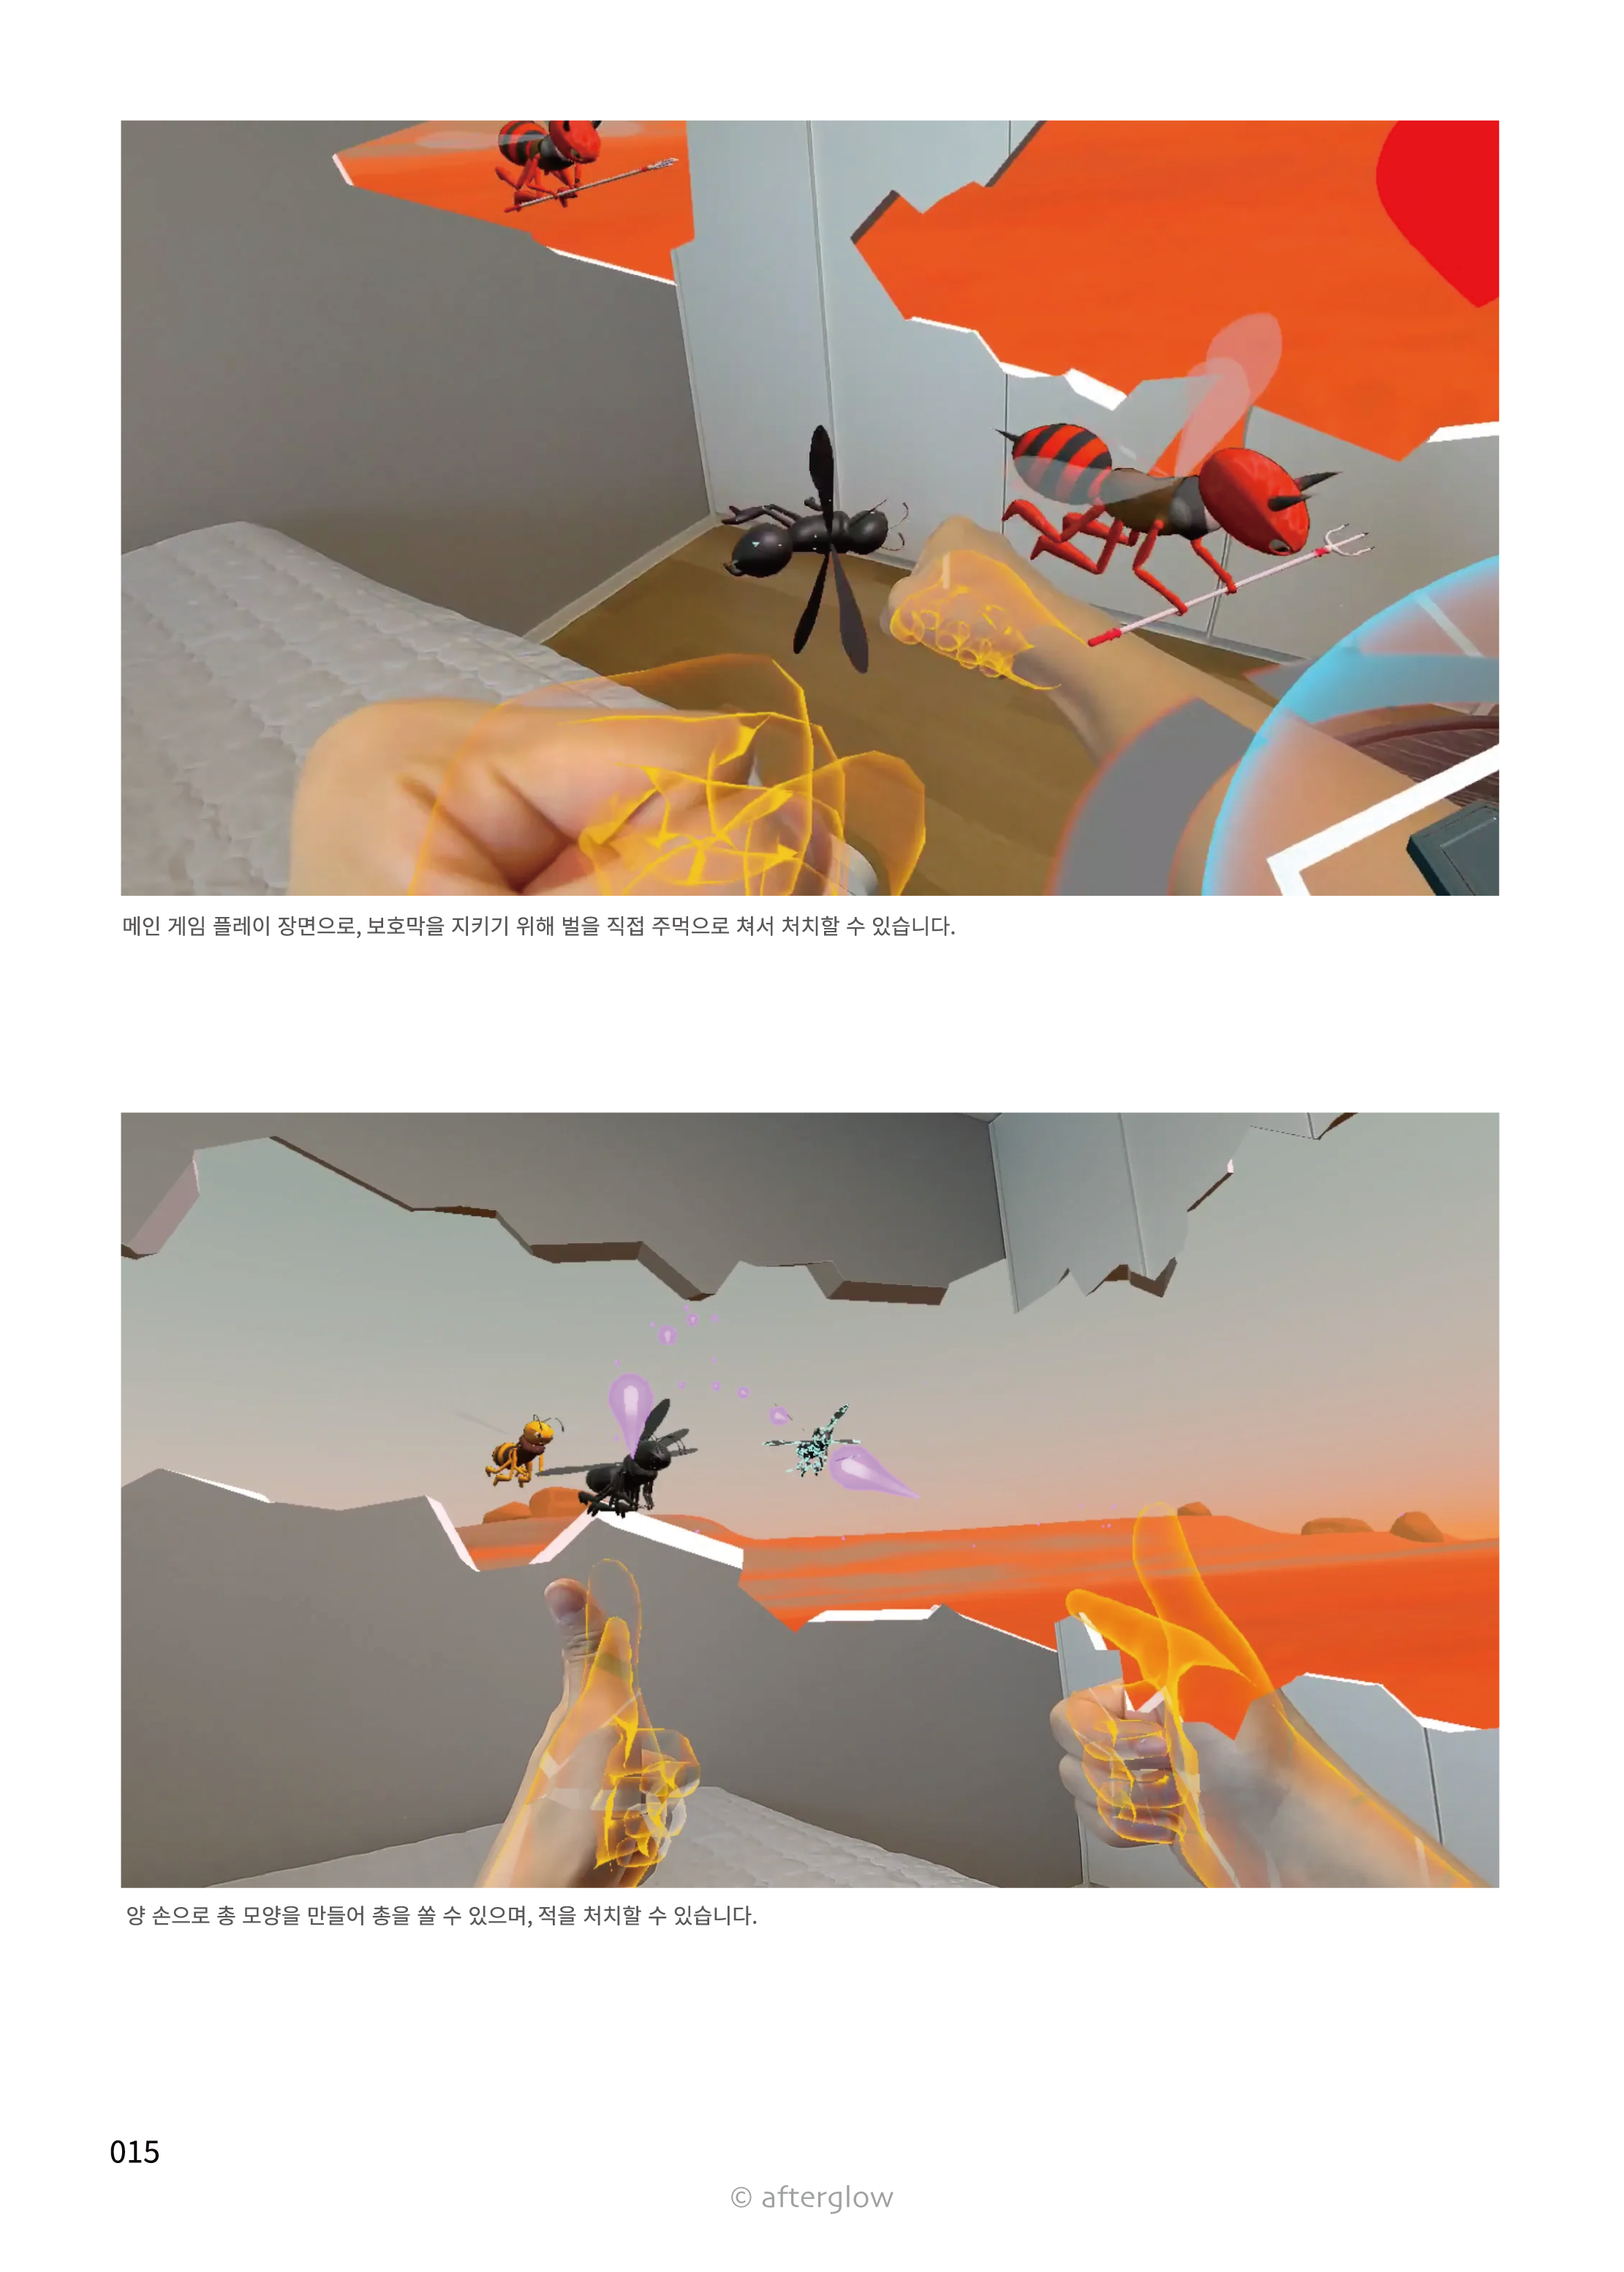 메인 게임 플레이 장면으로, 보호막을 지키기 위해 벌을 직접 주먹으로 쳐서 처치할 수 있습니다.
양 손으로 총 모양을 만들어 총을 쏠 수 있으며, 적을 처치할 수 있습니다.
015
© afterglow